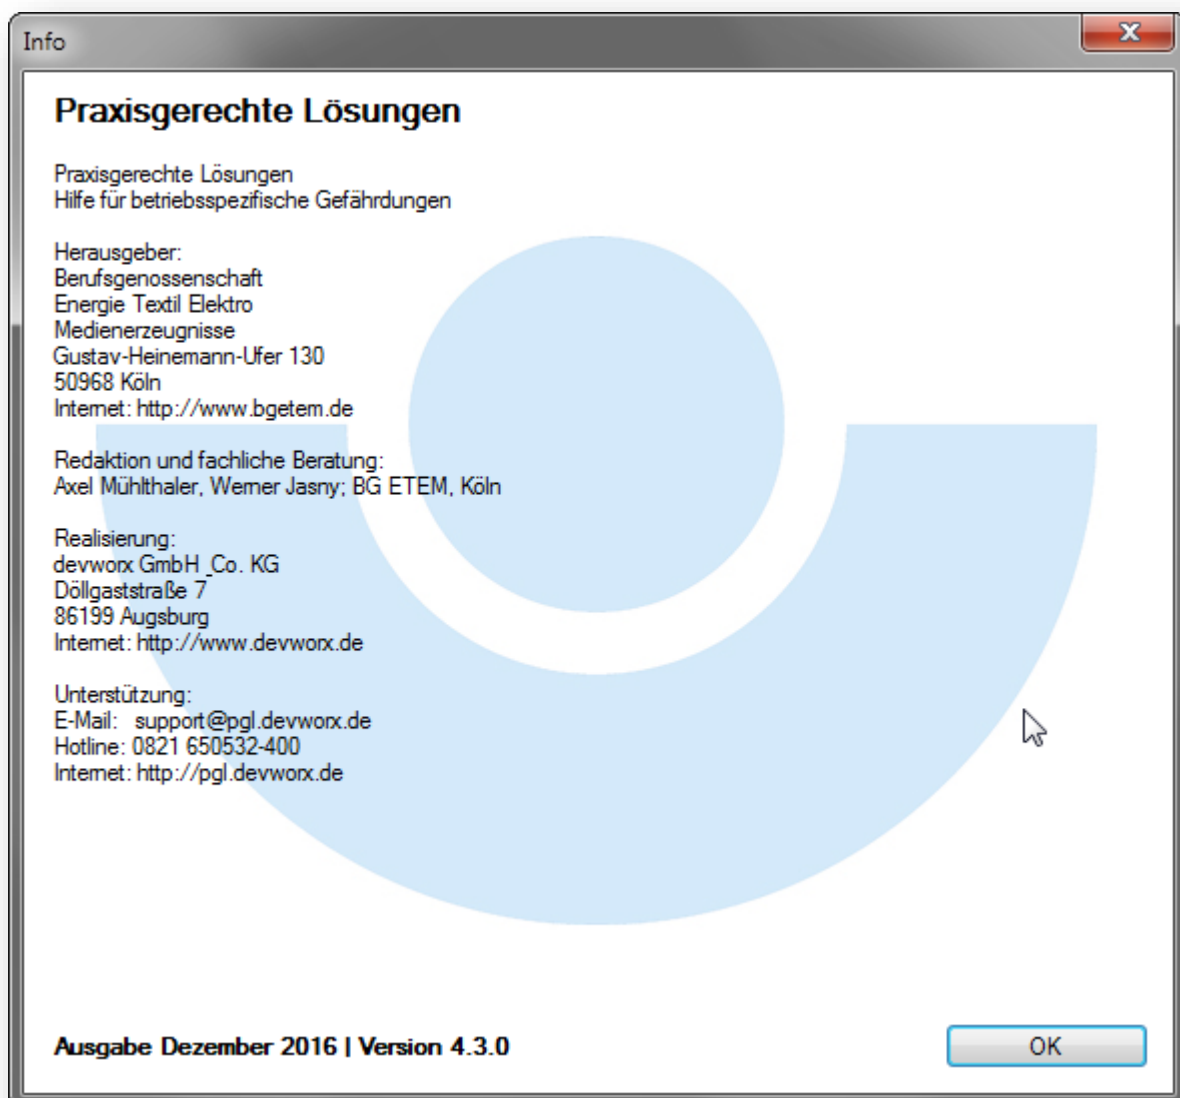 Info
Praxisgerechte Lösungen
Praxisgerechte Lösungen
Hilfe für betriebsspezifische Gefährdungen
Herausgeber:
Berufsgenossenschaft
Energie Textil Elektro
Medienerzeugnisse
Gustav-Heinemann-Ufer 130
50968 Köln
Internet: http://www.bgetem.de
Redaktion und fachliche Beratung:
Axel Mühlthaler, Werner Jasny; BG ETEM, Köln
Realisierung:
devworx GmbH _Co. KG
Döllgaststraße 7
86199 Augsburg
Internet: http://www.devworx.de
Unterstützung:
E-Mail: support@pgl.devworx.de
Hotline: 0821 650532-400
Internet: http://pgl.devworx.de
Ausgabe Dezember 2016 | Version 4.3.0
OK